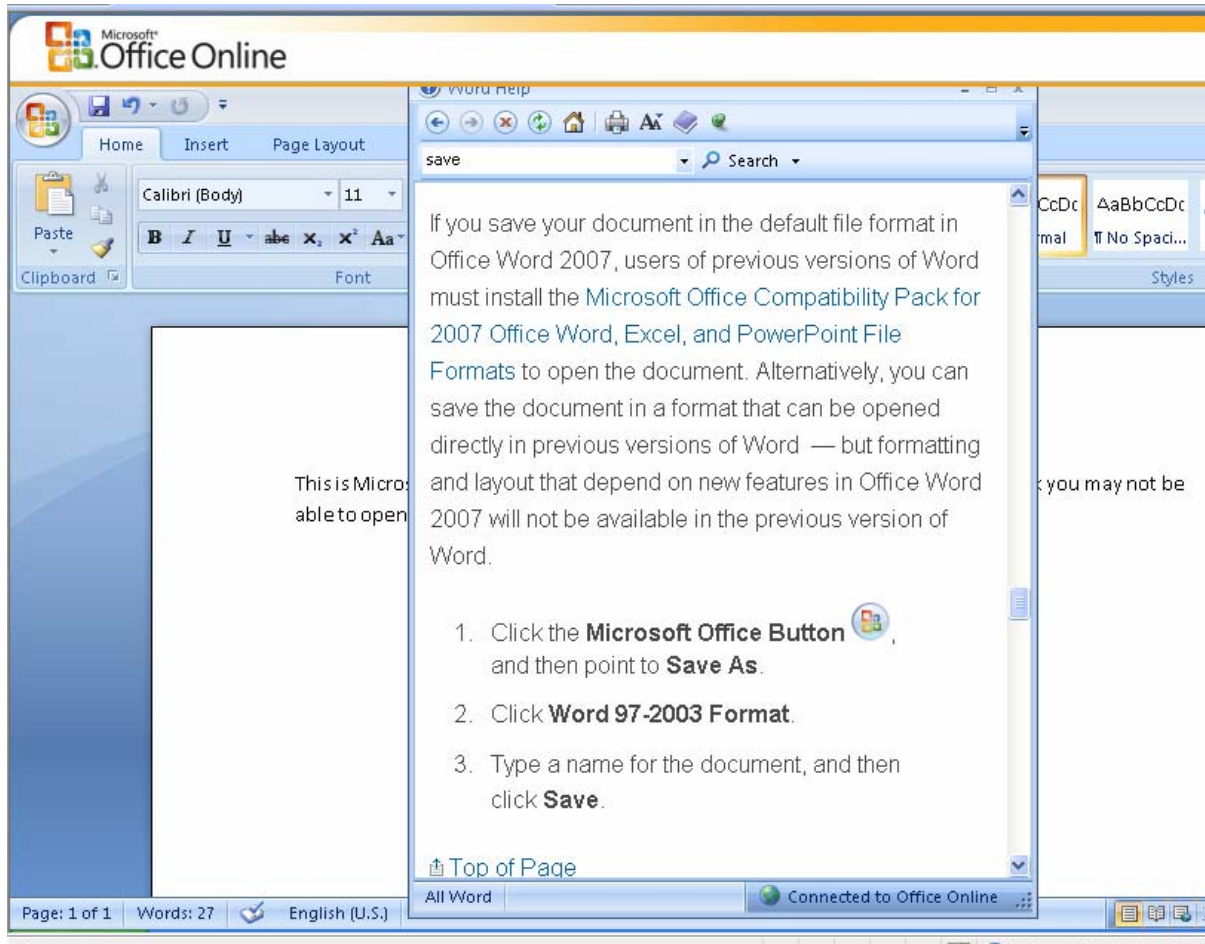 Microsoft®
Office Online
Word Help
Home Insert Page Layout
save Search
Calibri (Body) 11
Paste
B I U abe X₂ X² Aa
Clipboard Font
CcDc AaBbCcDc
mal ¶ No Spaci...
Styles
If you save your document in the default file format in
Office Word 2007, users of previous versions of Word
must install the Microsoft Office Compatibility Pack for
2007 Office Word, Excel, and PowerPoint File
Formats to open the document. Alternatively, you can
save the document in a format that can be opened
directly in previous versions of Word — but formatting
and layout that depend on new features in Office Word
2007 will not be available in the previous version of
Word.
1. Click the Microsoft Office Button ,
and then point to Save As.
2. Click Word 97-2003 Format.
3. Type a name for the document, and then
click Save.
Top of Page
All Word Connected to Office Online
This is Micros
able to open
k you may not be
Page: 1 of 1 Words: 27 English (U.S.)